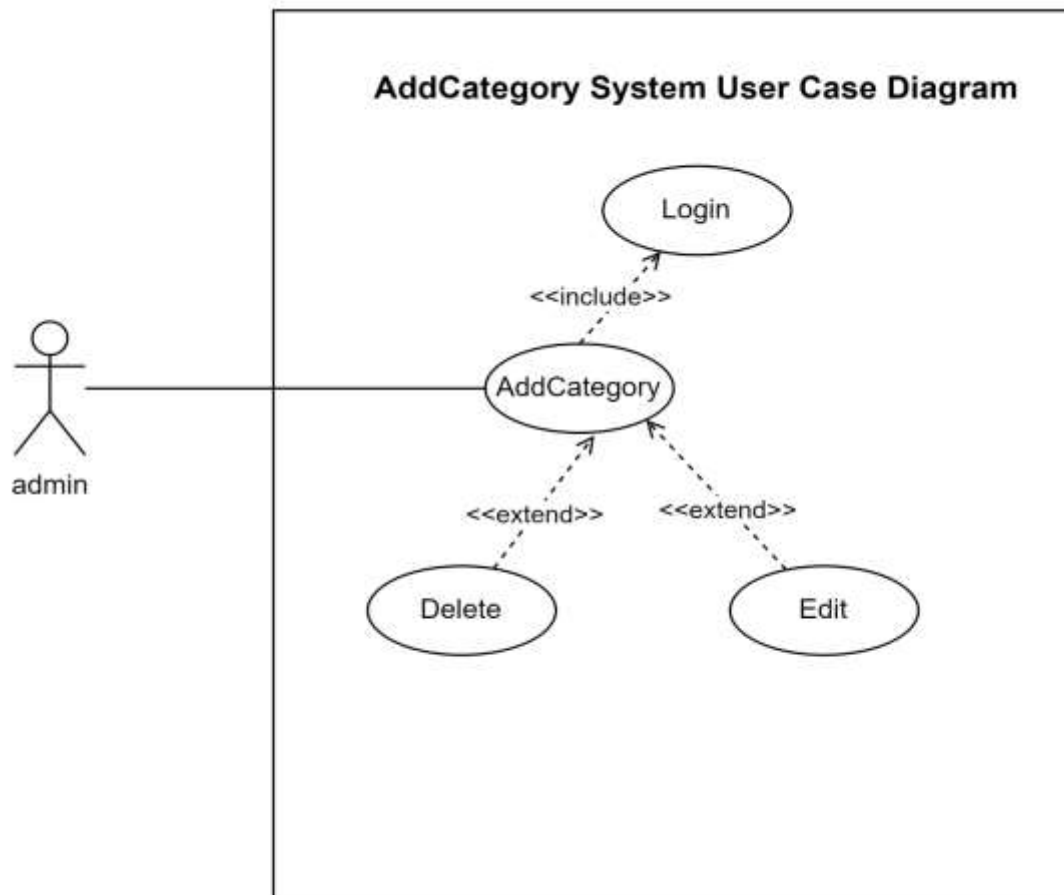 AddCategory System User Case Diagram
Login
<<include>>
AddCategory
admin
<<extend>>
<<extend>>
Delete
Edit